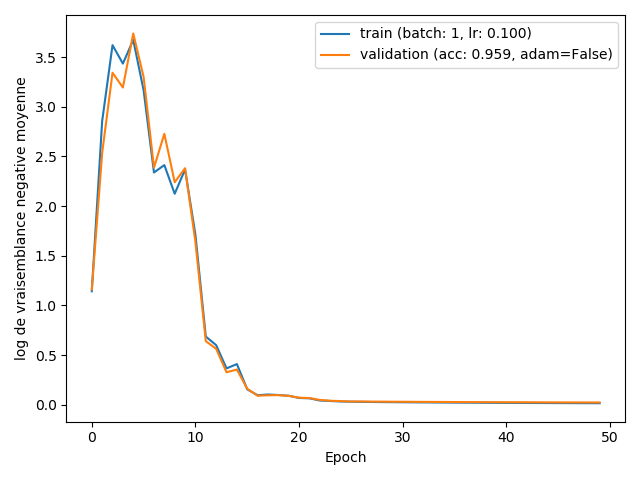 train (batch: 1, lr: 0.100)
validation (acc: 0.959, adam=False)
log de vraisemblance negative moyenne
3.5
3.0
2.5
2.0
1.5
1.0
0.5
0.0
0 10 20 30 40 50
Epoch